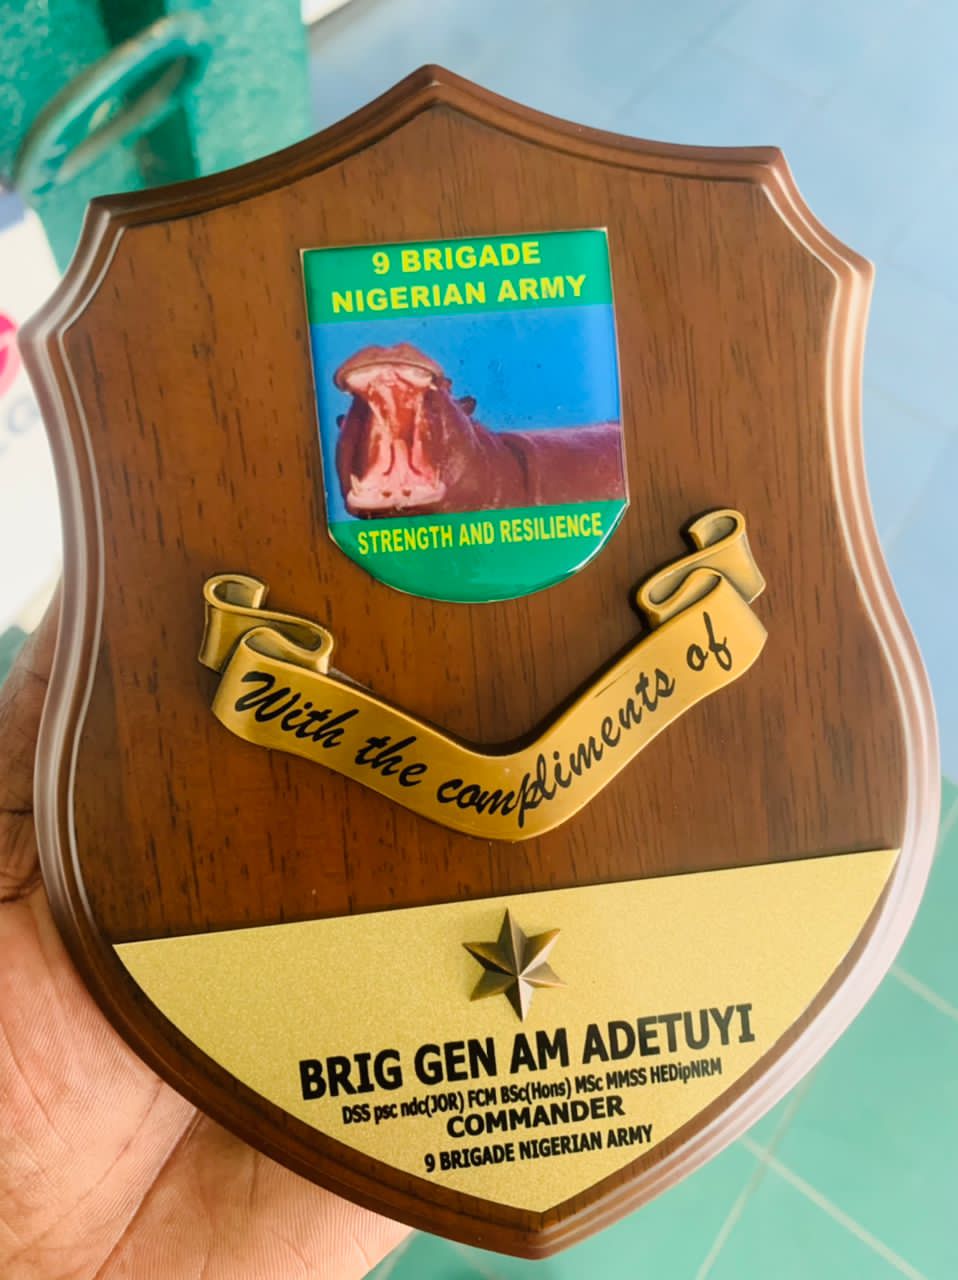 9 BRIGADE
NIGERIAN ARMY
STRENGTH AND RESILIENCE
With the compliments of
BRIG GEN AM ADETUYI
DSS psc ndc(JOR) FCM BSc(Hons) MSc MMSS HEDipNRM
COMMANDER
9 BRIGADE NIGERIAN ARMY